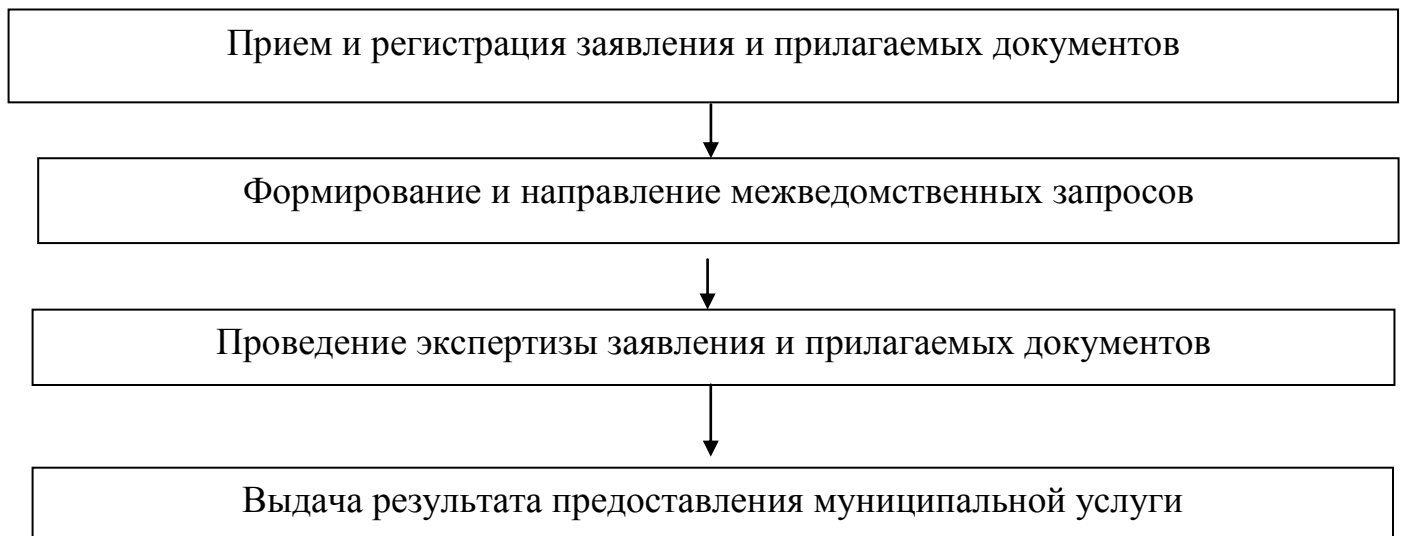 Прием и регистрация заявления и прилагаемых документов
Формирование и направление межведомственных запросов
Проведение экспертизы заявления и прилагаемых документов
Выдача результата предоставления муниципальной услуги